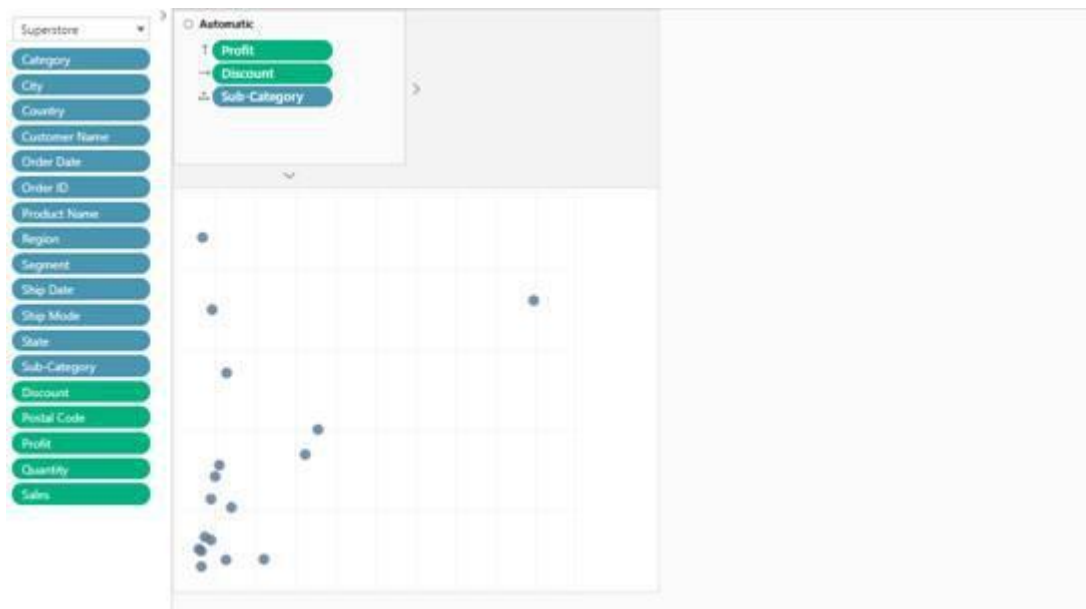 Superstore
Category
City
Country
Customer Name
Order Date
Order ID
Product Name
Region
Segment
Ship Date
Ship Mode
State
Sub-Category
Discount
Postal Code
Profit
Quantity
Sales
Automatic
Profit
Discount
Sub-Category